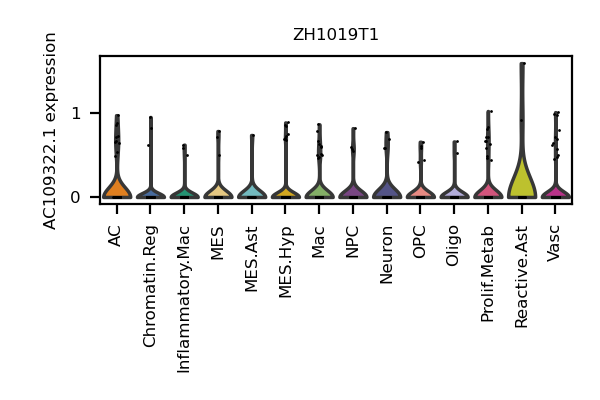 ZH1019T1
AC109322.1 expression
1
0
AC
Chromatin.Reg
Inflammatory.Mac
MES
MES.Ast
MES.Hyp
Mac
NPC
Neuron
OPC
Oligo
Prolif.Metab
Reactive.Ast
Vasc